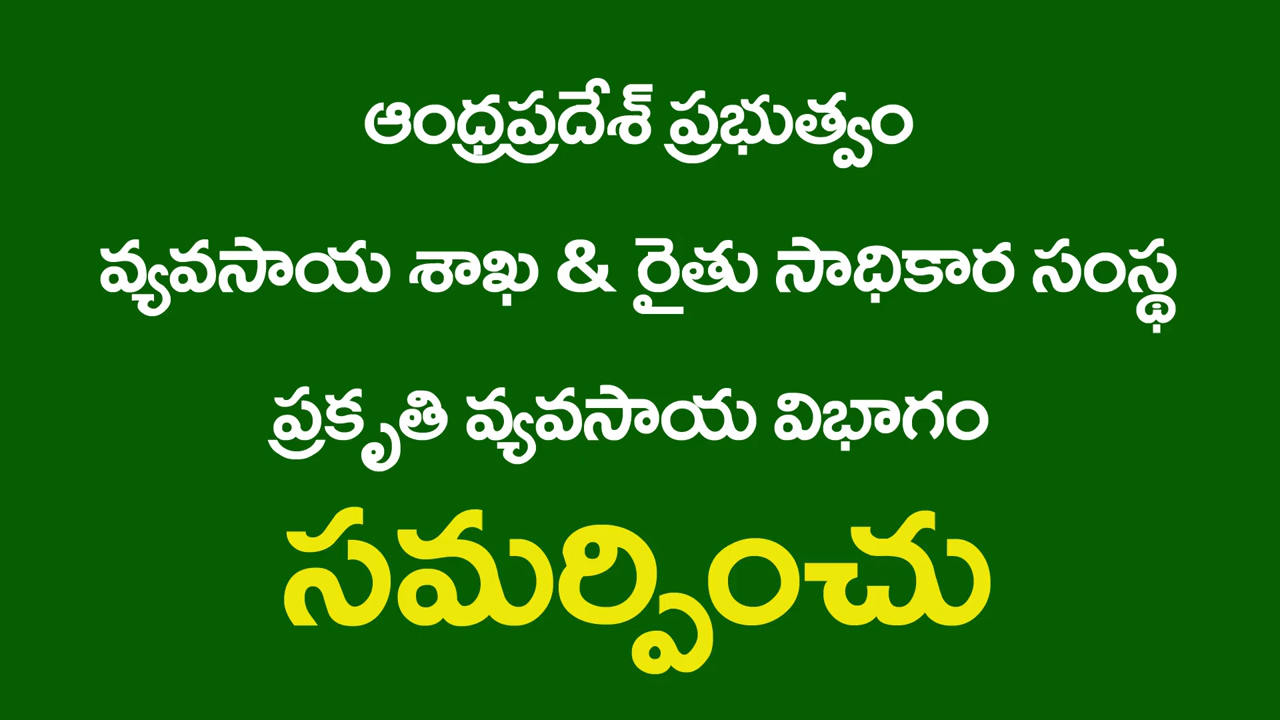 ఆంధ్రప్రదేశ్ ప్రభుత్వం
వ్యవసాయ శాఖ & రైతు సాధికార సంస్థ
ప్రకృతి వ్యవసాయ విభాగం
సమర్పించు